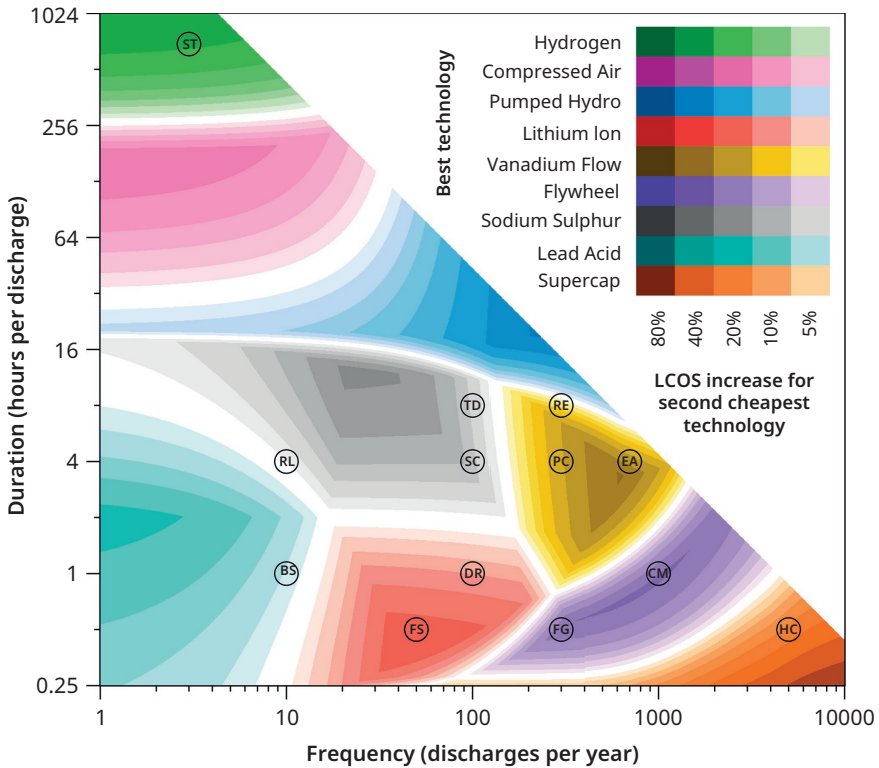 1024
256
64
16
4
1
0.25
Duration (hours per discharge)
1
10
100
1000
10000
Frequency (discharges per year)
ST
TD
RE
RL
SC
PC
EA
BS
DR
CM
FS
FG
HC
Best technology
Hydrogen
Compressed Air
Pumped Hydro
Lithium Ion
Vanadium Flow
Flywheel
Sodium Sulphur
Lead Acid
Supercap
80%
40%
20%
10%
5%
LCOS increase for
second cheapest
technology